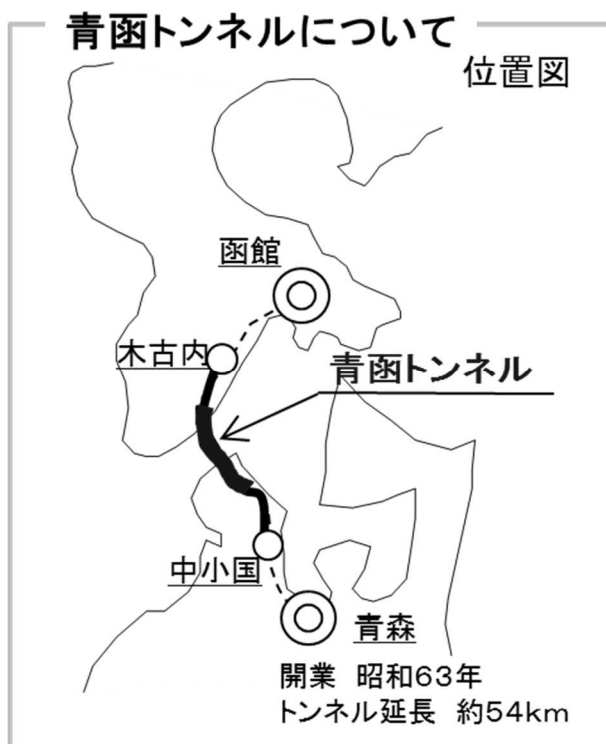 青函トンネルについて
位置図
函館
木古内
青函トンネル
中小国
青森
開業 昭和63年
トンネル延長 約54km